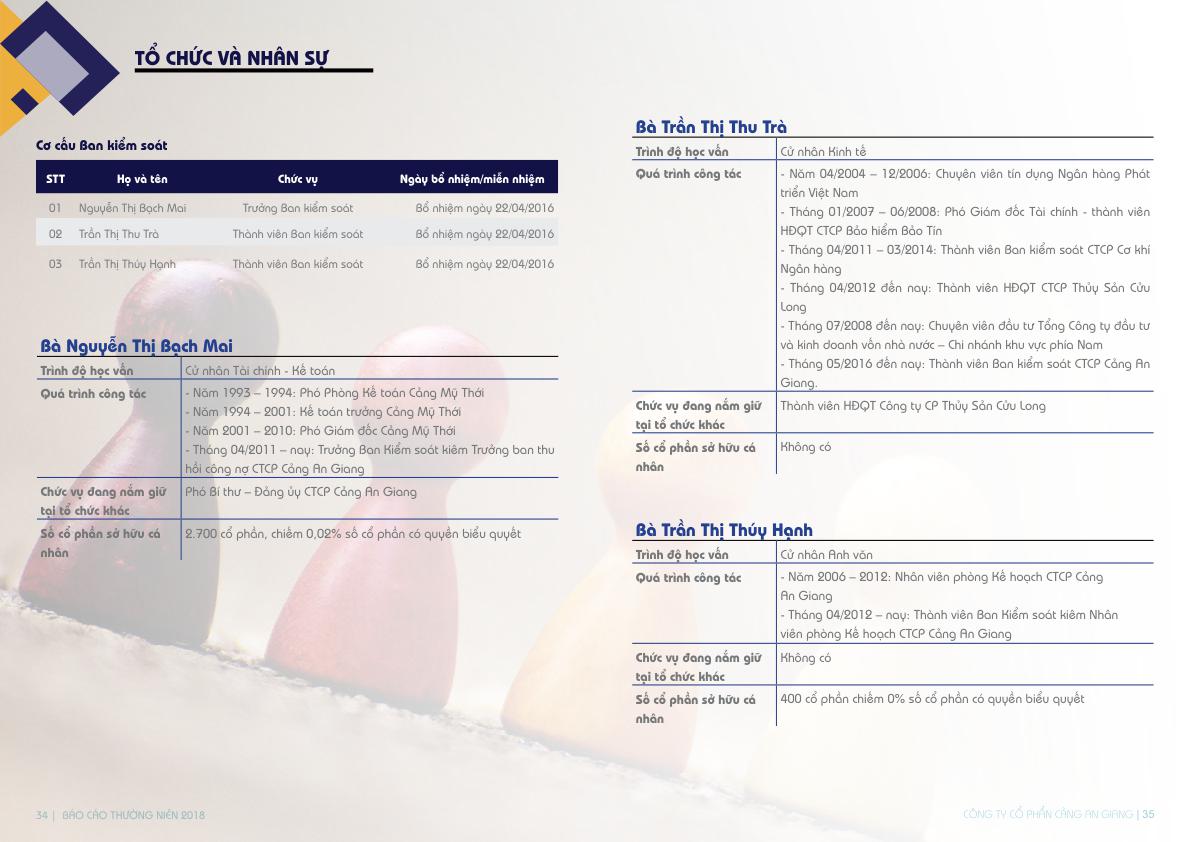 TỔ CHỨC VÀ NHÂN SỰ
Cơ cấu Ban kiểm soát
STT Họ và tên Chức vụ Ngày bổ nhiệm/miễn nhiệm
01 Nguyễn Thị Bạch Mai Trưởng Ban kiểm soát Bổ nhiệm ngày 22/04/2016
02 Trần Thị Thu Trà Thành viên Ban kiểm soát Bổ nhiệm ngày 22/04/2016
03 Trần Thị Thúy Hạnh Thành viên Ban kiểm soát Bổ nhiệm ngày 22/04/2016
Bà Nguyễn Thị Bạch Mai
Trình độ học vấn Cử nhân Tài chính - Kế toán
Quá trình công tác - Năm 1993 – 1994: Phó Phòng Kế toán Cảng Mỹ Thới
- Năm 1994 – 2001: Kế toán trưởng Cảng Mỹ Thới
- Năm 2001 – 2010: Phó Giám đốc Cảng Mỹ Thới
- Tháng 04/2011 – nay: Trưởng Ban Kiểm soát kiêm Trưởng ban thu
hồi công nợ CTCP Cảng An Giang
Chức vụ đang nắm giữ Phó Bí thư – Đảng ủy CTCP Cảng An Giang
tại tổ chức khác
Số cổ phần sở hữu cá 2.700 cổ phần, chiếm 0,02% số cổ phần có quyền biểu quyết
nhân
Bà Trần Thị Thu Trà
Trình độ học vấn Cử nhân Kinh tế
Quá trình công tác - Năm 04/2004 – 12/2006: Chuyên viên tín dụng Ngân hàng Phát
triển Việt Nam
- Tháng 01/2007 – 06/2008: Phó Giám đốc Tài chính - thành viên
HĐQT CTCP Bảo hiểm Bảo Tín
- Tháng 04/2011 – 03/2014: Thành viên Ban kiểm soát CTCP Cơ khí
Ngân hàng
- Tháng 04/2012 đến nay: Thành viên HĐQT CTCP Thủy Sản Cửu
Long
- Tháng 07/2008 đến nay: Chuyên viên đầu tư Tổng Công ty đầu tư
và kinh doanh vốn nhà nước – Chi nhánh khu vực phía Nam
- Tháng 05/2016 đến nay: Thành viên Ban kiểm soát CTCP Cảng An
Giang.
Chức vụ đang nắm giữ Thành viên HĐQT Công ty CP Thủy Sản Cửu Long
tại tổ chức khác
Số cổ phần sở hữu cá Không có
nhân
Bà Trần Thị Thúy Hạnh
Trình độ học vấn Cử nhân Anh văn
Quá trình công tác - Năm 2006 – 2012: Nhân viên phòng Kế hoạch CTCP Cảng
An Giang
- Tháng 04/2012 – nay: Thành viên Ban Kiểm soát kiêm Nhân
viên phòng Kế hoạch CTCP Cảng An Giang
Chức vụ đang nắm giữ Không có
tại tổ chức khác
Số cổ phần sở hữu cá 400 cổ phần chiếm 0% số cổ phần có quyền biểu quyết
nhân
34 | BÁO CÁO THƯỜNG NIÊN 2018
CÔNG TY CỔ PHẦN CẢNG AN GIANG | 35